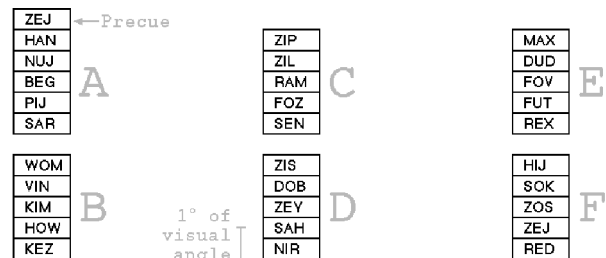 ZEJ
Precue
HAN
NUJ
BEG
PIJ
SAR
A
ZIP
ZIL
RAM
FOZ
SEN
C
MAX
DUD
FOV
FUT
REX
E
WOM
VIN
KIM
HOW
KEZ
B
1° of
visual
angle
ZIS
DOB
ZEY
SAH
NIR
D
HIJ
SOK
ZOS
ZEJ
RED
F